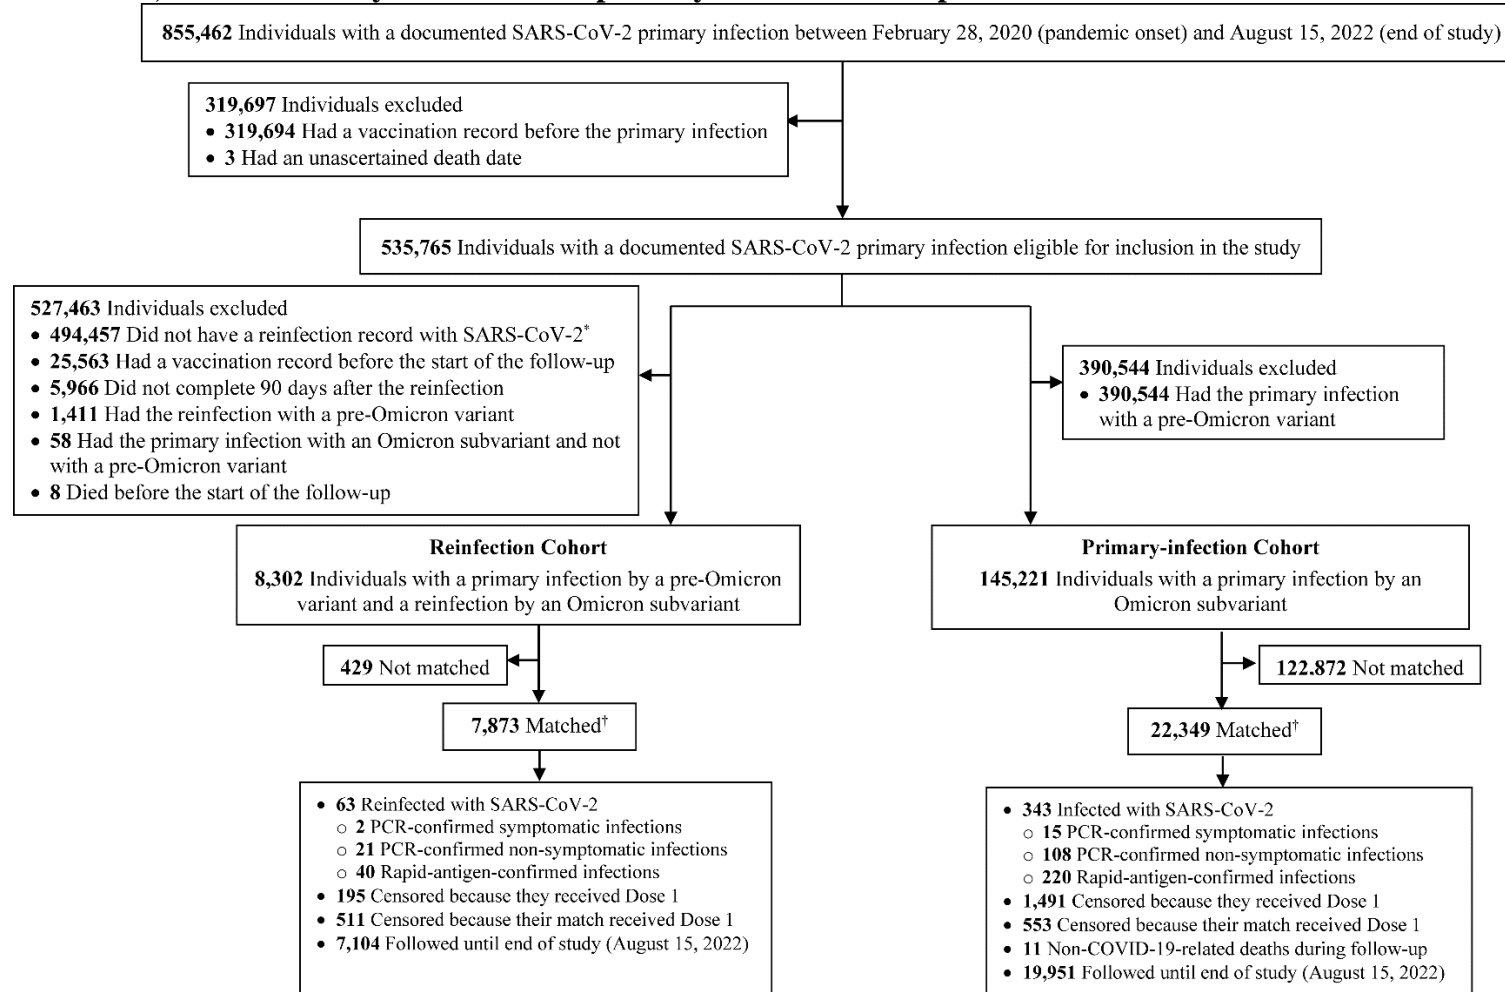 855,462 Individuals with a documented SARS-CoV-2 primary infection between February 28, 2020 (pandemic onset) and August 15, 2022 (end of study)
319,697 Individuals excluded
• 319,694 Had a vaccination record before the primary infection
• 3 Had an unascertained death date
535,765 Individuals with a documented SARS-CoV-2 primary infection eligible for inclusion in the study
527,463 Individuals excluded
• 494,457 Did not have a reinfection record with SARS-CoV-2*
• 25,563 Had a vaccination record before the start of the follow-up
• 5,966 Did not complete 90 days after the reinfection
• 1,411 Had the reinfection with a pre-Omicron variant
• 58 Had the primary infection with an Omicron subvariant and not
with a pre-Omicron variant
• 8 Died before the start of the follow-up
390,544 Individuals excluded
• 390,544 Had the primary infection
with a pre-Omicron variant
Reinfection Cohort
8,302 Individuals with a primary infection by a pre-Omicron
variant and a reinfection by an Omicron subvariant
Primary-infection Cohort
145,221 Individuals with a primary infection by an
Omicron subvariant
429 Not matched
122,872 Not matched
7,873 Matched†
22,349 Matched†
• 63 Reinfected with SARS-CoV-2
○ 2 PCR-confirmed symptomatic infections
○ 21 PCR-confirmed non-symptomatic infections
○ 40 Rapid-antigen-confirmed infections
• 195 Censored because they received Dose 1
• 511 Censored because their match received Dose 1
• 7,104 Followed until end of study (August 15, 2022)
• 343 Infected with SARS-CoV-2
○ 15 PCR-confirmed symptomatic infections
○ 108 PCR-confirmed non-symptomatic infections
○ 220 Rapid-antigen-confirmed infections
• 1,491 Censored because they received Dose 1
• 553 Censored because their match received Dose 1
• 11 Non-COVID-19-related deaths during follow-up
• 19,951 Followed until end of study (August 15, 2022)